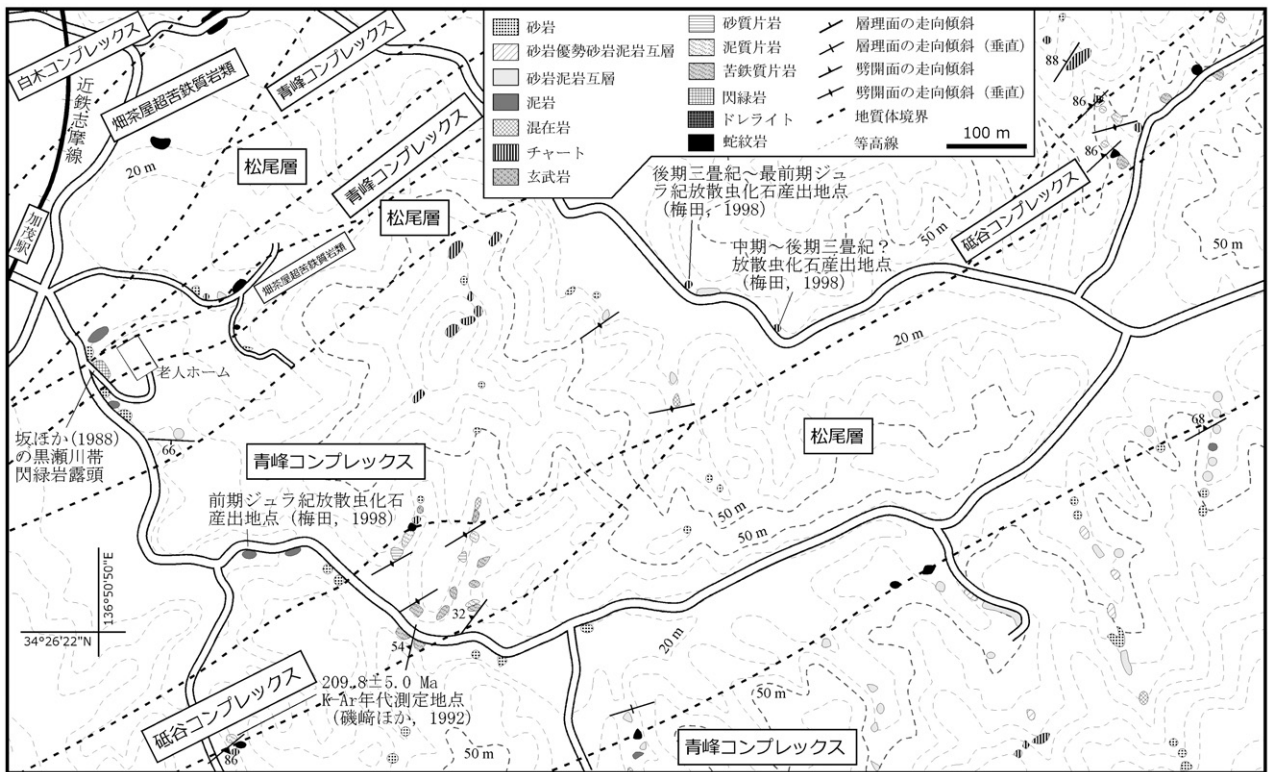 白木コンプレックス
近鉄志摩線
畑茶屋超苦鉄質岩類
青峰コンプレックス
20 m
松尾層
青峰コンプレックス
松尾層
加茂駅
畑茶屋超苦鉄質岩類
老人ホーム
砂岩
砂岩優勢砂岩泥岩互層
砂岩泥岩互層
泥岩
混在岩
チャート
玄武岩
砂質片岩
泥質片岩
苦鉄質片岩
閃緑岩
ドレライト
蛇紋岩
層理面の走向傾斜
層理面の走向傾斜（垂直）
劈開面の走向傾斜
劈開面の走向傾斜（垂直）
地質体境界
等高線
100 m
88
86
86
後期三畳紀～最前期ジュ
ラ紀放散虫化石産出地点
（梅田，1998）
中期～後期三畳紀？
放散虫化石産出地点
（梅田，1998）
50 m
砥谷コンプレックス
50 m
20 m
坂ほか(1988)
の黒瀬川帯
閃緑岩露頭
66
青峰コンプレックス
松尾層
68
前期ジュラ紀放散虫化石
産出地点（梅田，1998）
50 m
50 m
136°50'50"E
34°26'22"N
32
54
209.8±5.0 Ma
K-Ar年代測定地点
（磯﨑ほか，1992）
砥谷コンプレックス
86
20 m
50 m
50 m
青峰コンプレックス